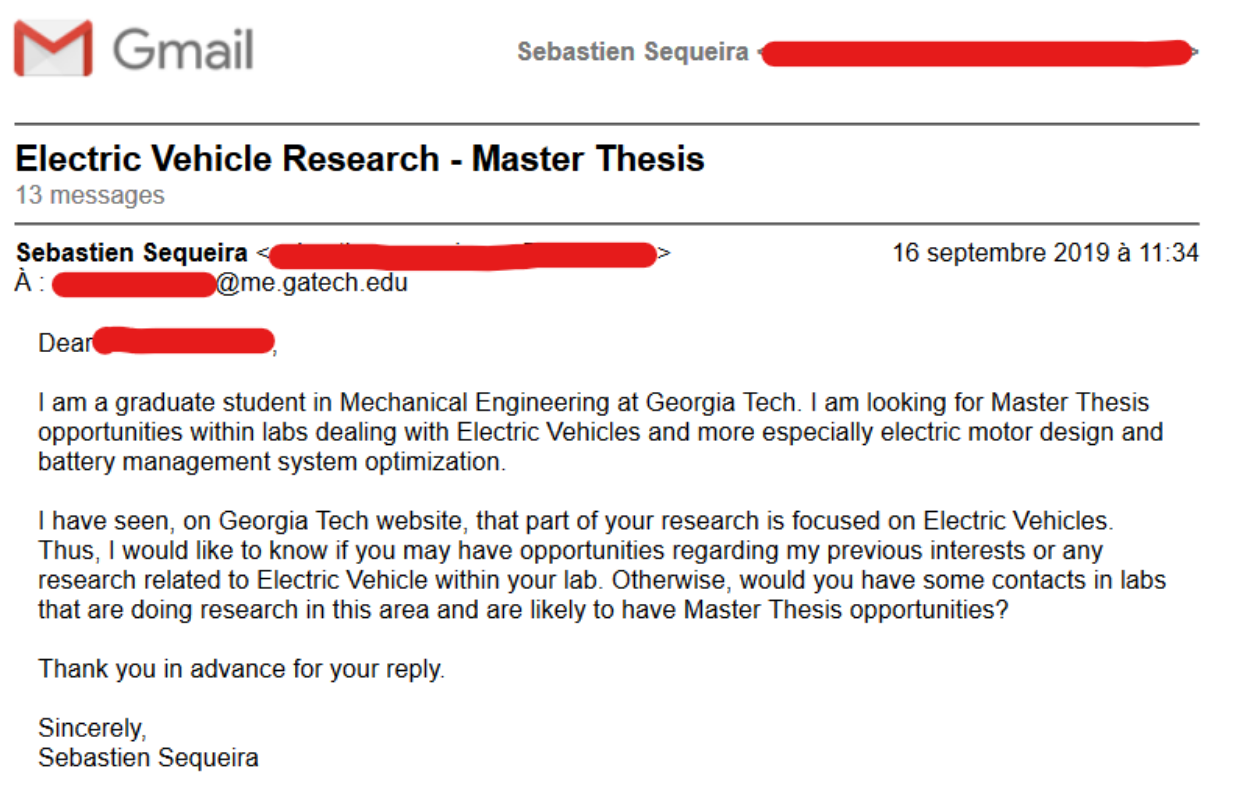 Gmail
Sebastien Sequeira
Electric Vehicle Research - Master Thesis
13 messages
Sebastien Sequeira < > 16 septembre 2019 à 11:34
À : @me.gatech.edu
Dear ,
I am a graduate student in Mechanical Engineering at Georgia Tech. I am looking for Master Thesis
opportunities within labs dealing with Electric Vehicles and more especially electric motor design and
battery management system optimization.
I have seen, on Georgia Tech website, that part of your research is focused on Electric Vehicles.
Thus, I would like to know if you may have opportunities regarding my previous interests or any
research related to Electric Vehicle within your lab. Otherwise, would you have some contacts in labs
that are doing research in this area and are likely to have Master Thesis opportunities?
Thank you in advance for your reply.
Sincerely,
Sebastien Sequeira